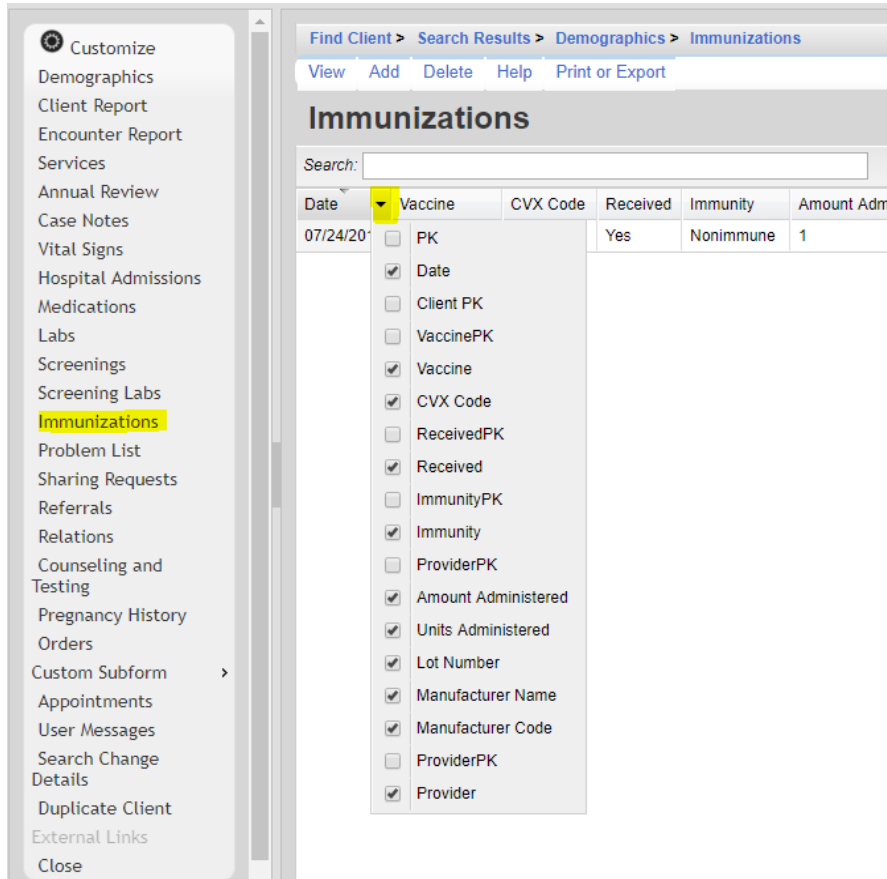 Customize
Demographics
Client Report
Encounter Report
Services
Annual Review
Case Notes
Vital Signs
Hospital Admissions
Medications
Labs
Screenings
Screening Labs
Immunizations
Problem List
Sharing Requests
Referrals
Relations
Counseling and
Testing
Pregnancy History
Orders
Custom Subform >
Appointments
User Messages
Search Change
Details
Duplicate Client
External Links
Close
Find Client > Search Results > Demographics > Immunizations
View Add Delete Help Print or Export
Immunizations
Search:
Date Vaccine CVX Code Received Immunity Amount Adm
07/24/201 Yes Nonimmune 1
PK
Date
Client PK
VaccinePK
Vaccine
CVX Code
ReceivedPK
Received
ImmunityPK
Immunity
ProviderPK
Amount Administered
Units Administered
Lot Number
Manufacturer Name
Manufacturer Code
ProviderPK
Provider